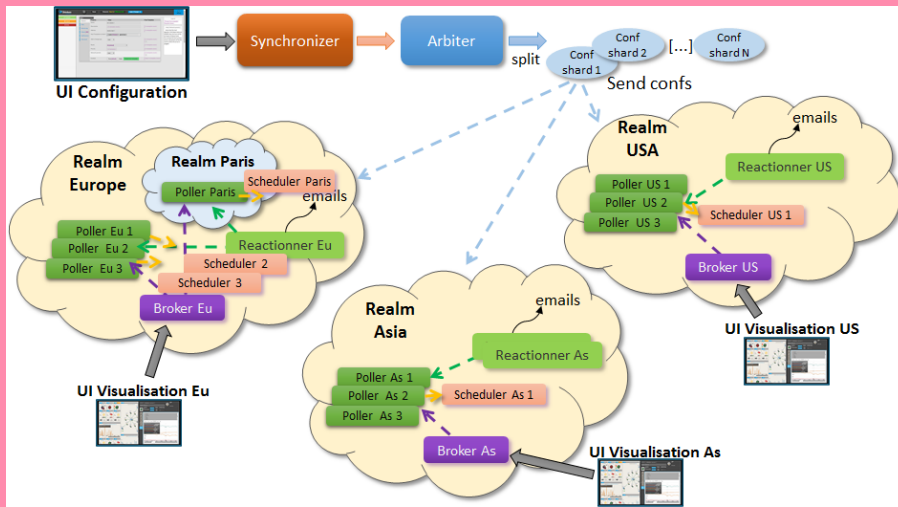 UI Configuration
Synchronizer
Arbiter
split
Conf
shard 1
Conf
shard 2
[...]
Conf
shard N
Send confs
Realm
Europe
Realm Paris
Poller Paris
Scheduler Paris
emails
Poller Eu 1
Poller Eu 2
Poller Eu 3
Reactionner Eu
Scheduler 2
Scheduler 3
Broker Eu
UI Visualisation Eu
Realm
Asia
emails
Reactionner As
Poller As 1
Poller As 2
Poller As 3
Scheduler As 1
Broker As
UI Visualisation As
Realm
USA
emails
Reactionner US
Poller US 1
Poller US 2
Poller US 3
Scheduler US 1
Broker US
UI Visualisation US